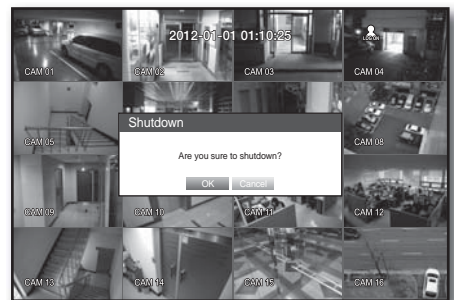 2012-01-01 01:10:25
LOGON
CAM 01
CAM 02
CAM 03
CAM 04
CAM 05
Shutdown
CAM 08
Are you sure to shutdown?
OK Cancel
CAM 09
CAM 10
CAM 11
CAM 12
CAM 13
CAM 14
CAM 15
CAM 16